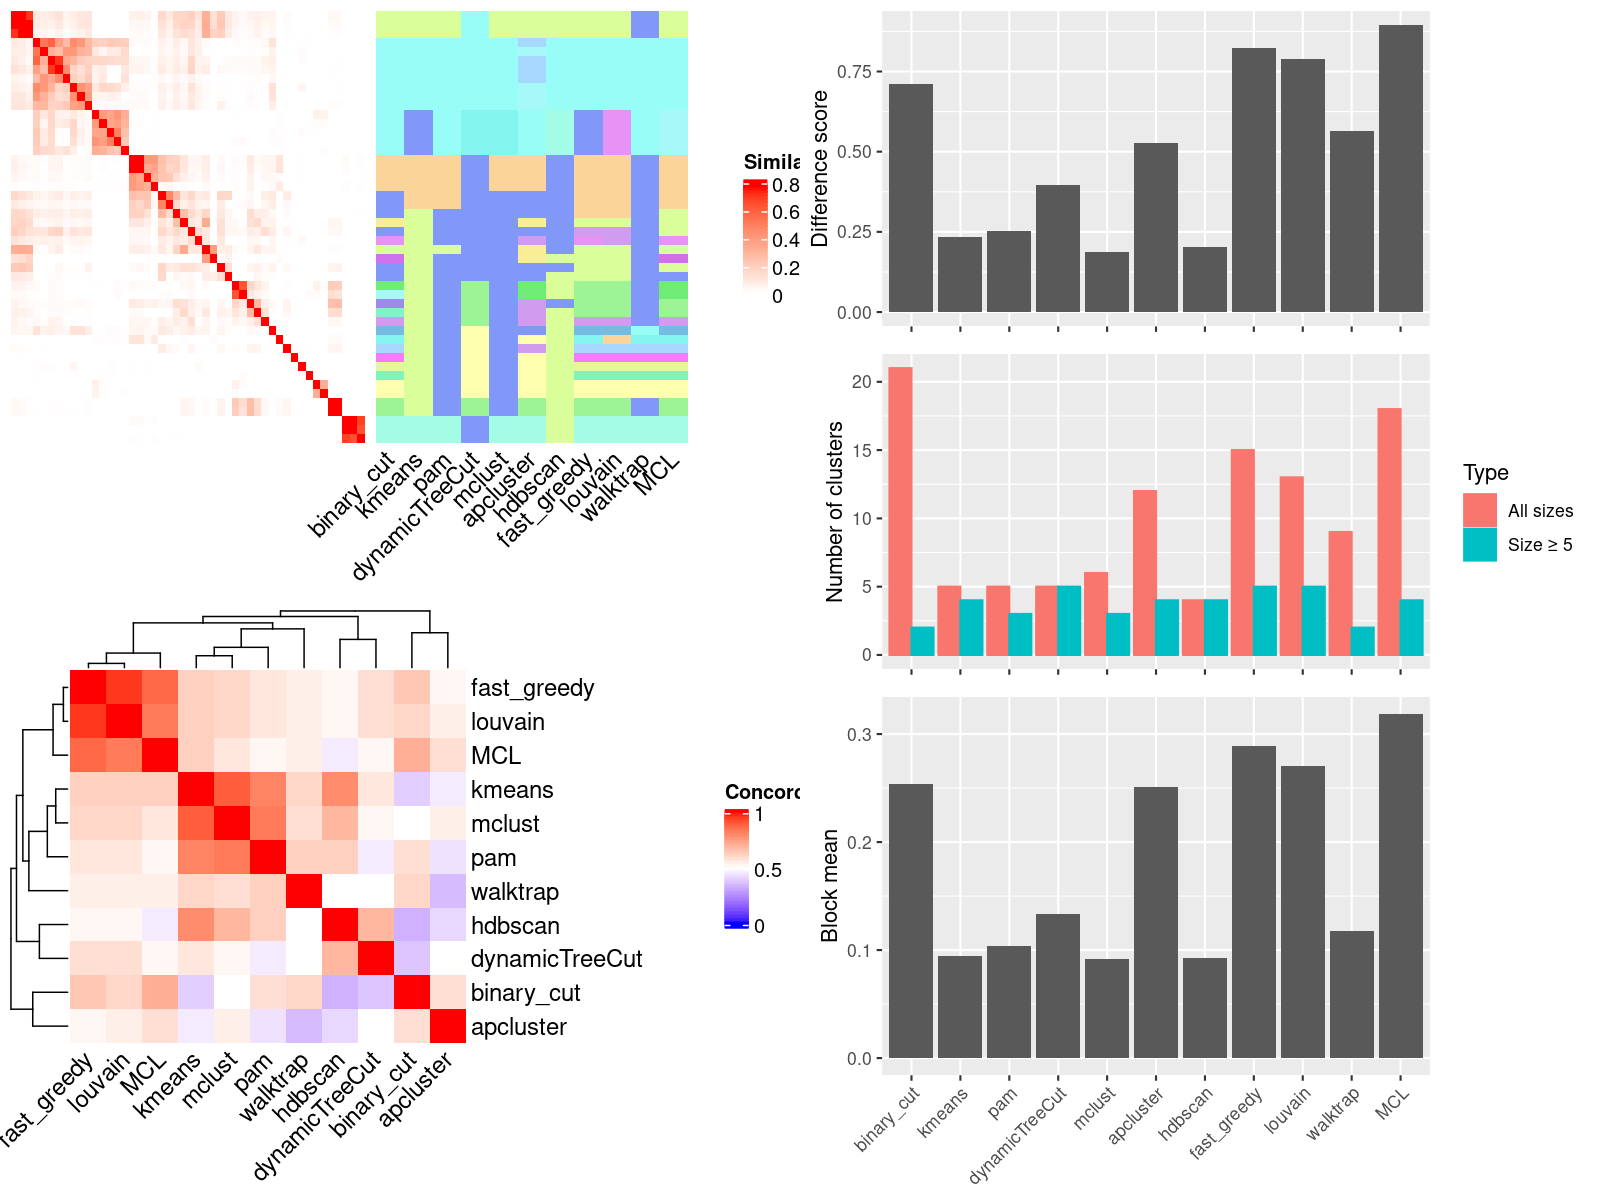 Simila
0.8
0.6
0.4
0.2
0
binary_cut
kmeans
pam
dynamicTreeCut
mclust
apcluster
hdbscan
fast_greedy
louvain
walktrap
MCL
fast_greedy
louvain
MCL
kmeans
mclust
pam
walktrap
hdbscan
dynamicTreeCut
binary_cut
apcluster
fast_greedy
louvain
MCL
kmeans
mclust
pam
walktrap
hdbscan
dynamicTreeCut
binary_cut
apcluster
Concord
1
0.5
0
Difference score
0.75
0.50
0.25
0.00
Number of clusters
20
15
10
5
0
Type
All sizes
Size ≥ 5
Block mean
0.3
0.2
0.1
0.0
binary_cut
kmeans
pam
dynamicTreeCut
mclust
apcluster
hdbscan
fast_greedy
louvain
walktrap
MCL